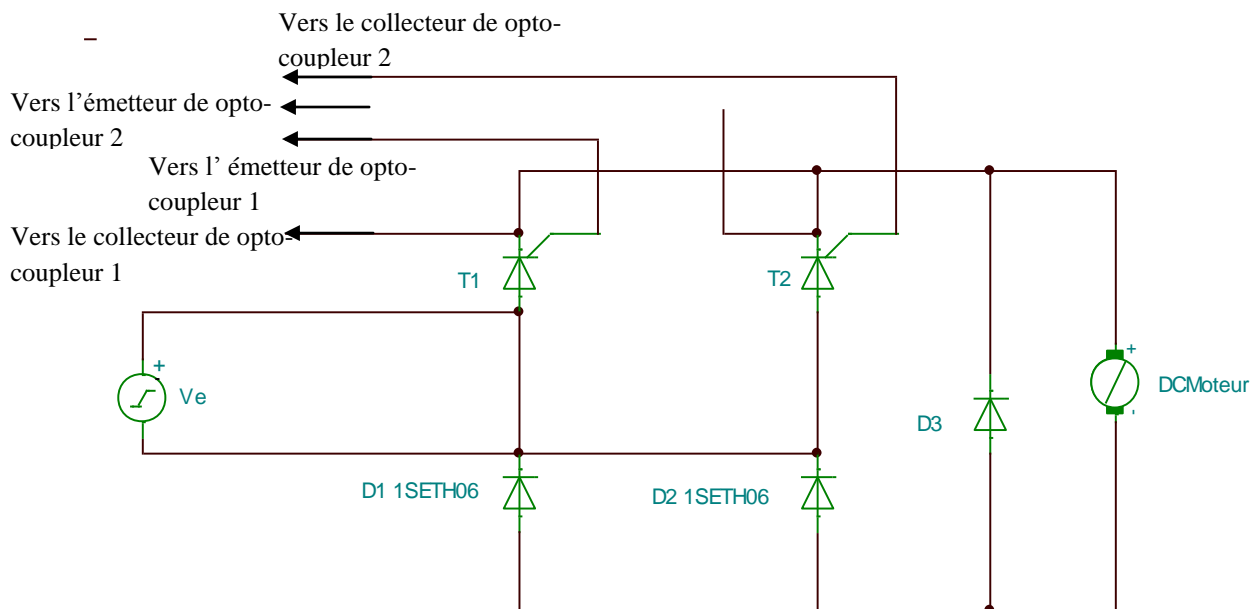 Vers le collecteur de opto-
coupleur 2
Vers l'émetteur de opto-
coupleur 2
Vers l' émetteur de opto-
coupleur 1
Vers le collecteur de opto-
coupleur 1
T1
T2
+
Ve
+
DCMoteur
-
D3
D1 1SETH06
D2 1SETH06